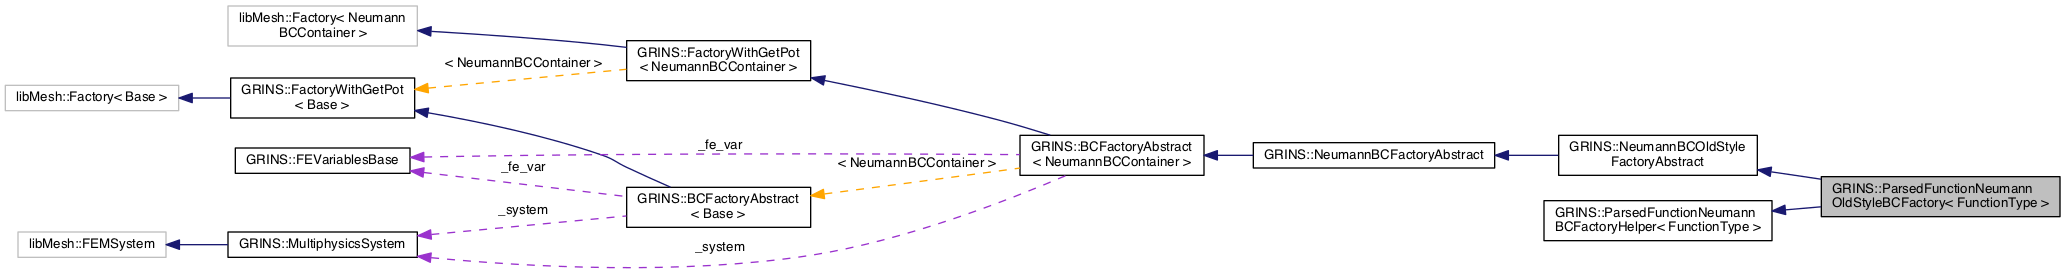 libMesh::Factory< Neumann
BCContainer >
GRINS::FactoryWithGetPot
< NeumannBCContainer >
< NeumannBCContainer >
libMesh::Factory< Base >
GRINS::FactoryWithGetPot
< Base >
_fe_var
GRINS::BCFactoryAbstract
< NeumannBCContainer >
GRINS::NeumannBCFactoryAbstract
GRINS::NeumannBCOldStyle
FactoryAbstract
GRINS::FEVariablesBase
_fe_var
< NeumannBCContainer >
GRINS::ParsedFunctionNeumann
OldStyleBCFactory< FunctionType >
GRINS::BCFactoryAbstract
< Base >
_system
GRINS::ParsedFunctionNeumann
BCFactoryHelper< FunctionType >
libMesh::FEMSystem
GRINS::MultiphysicsSystem
_system